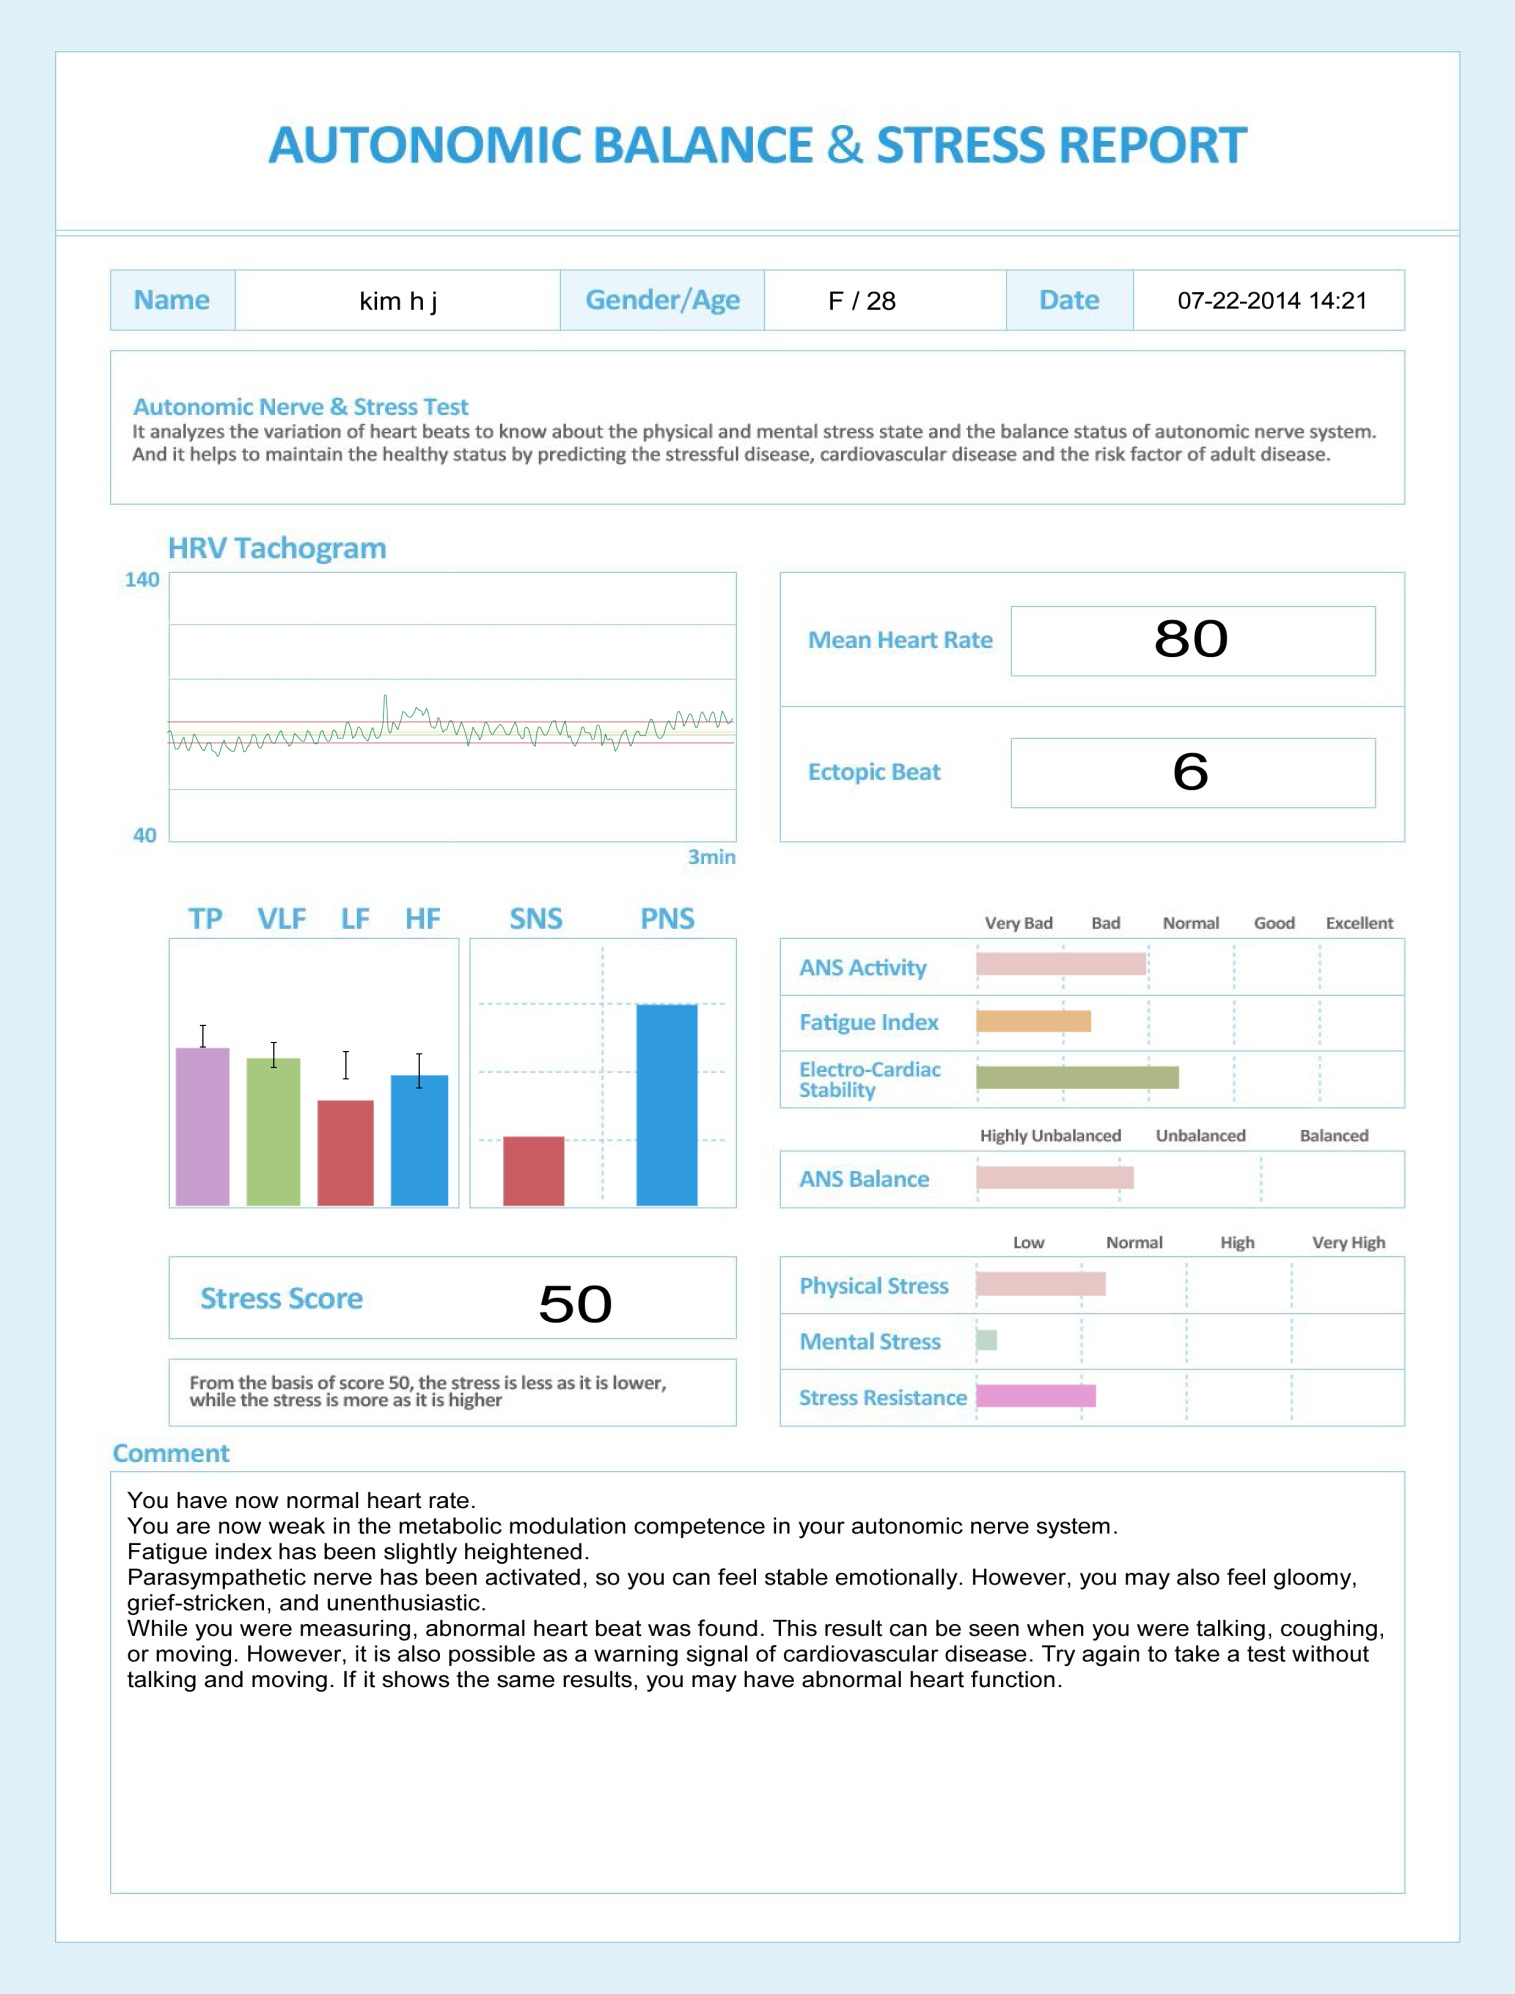 AUTONOMIC BALANCE & STRESS REPORT
Name kim h j Gender/Age F / 28 Date 07-22-2014 14:21
Autonomic Nerve & Stress Test
It analyzes the variation of heart beats to know about the physical and mental stress state and the balance status of autonomic nerve system.
And it helps to maintain the healthy status by predicting the stressful disease, cardiovascular disease and the risk factor of adult disease.
HRV Tachogram
140
40
3min
Mean Heart Rate 80
Ectopic Beat 6
TP VLF LF HF SNS PNS
Very Bad Bad Normal Good Excellent
ANS Activity
Fatigue Index
Electro-Cardiac
Stability
Highly Unbalanced Unbalanced Balanced
ANS Balance
Stress Score 50
From the basis of score 50, the stress is less as it is lower,
while the stress is more as it is higher
Low Normal High Very High
Physical Stress
Mental Stress
Stress Resistance
Comment
You have now normal heart rate.
You are now weak in the metabolic modulation competence in your autonomic nerve system.
Fatigue index has been slightly heightened.
Parasympathetic nerve has been activated, so you can feel stable emotionally. However, you may also feel gloomy,
grief-stricken, and unenthusiastic.
While you were measuring, abnormal heart beat was found. This result can be seen when you were talking, coughing,
or moving. However, it is also possible as a warning signal of cardiovascular disease. Try again to take a test without
talking and moving. If it shows the same results, you may have abnormal heart function.